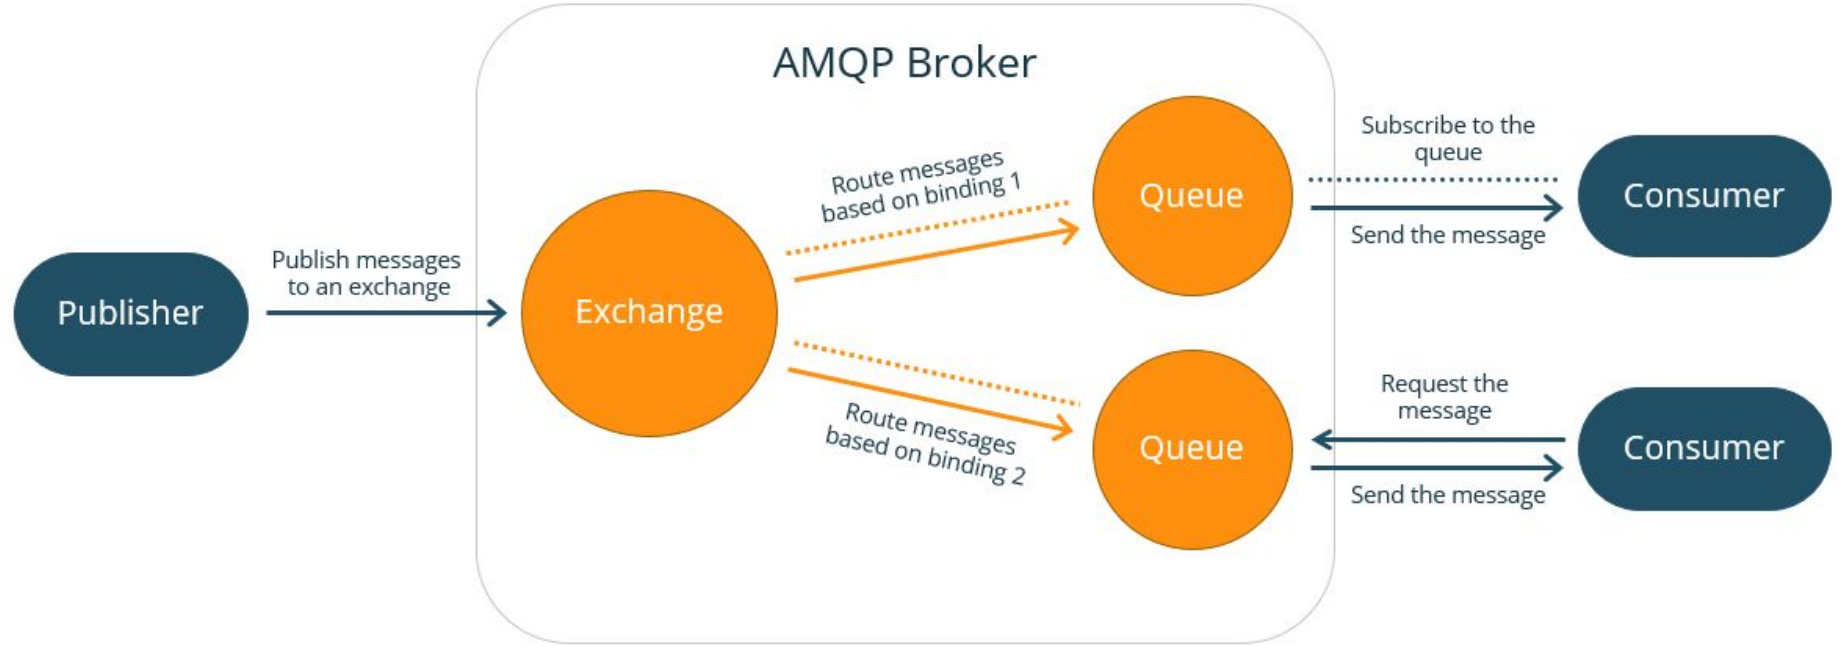 AMQP Broker
Publisher
Publish messages
to an exchange
Exchange
Route messages
based on binding 1
Queue
Subscribe to the
queue
Send the message
Consumer
Route messages
based on binding 2
Queue
Request the
message
Send the message
Consumer